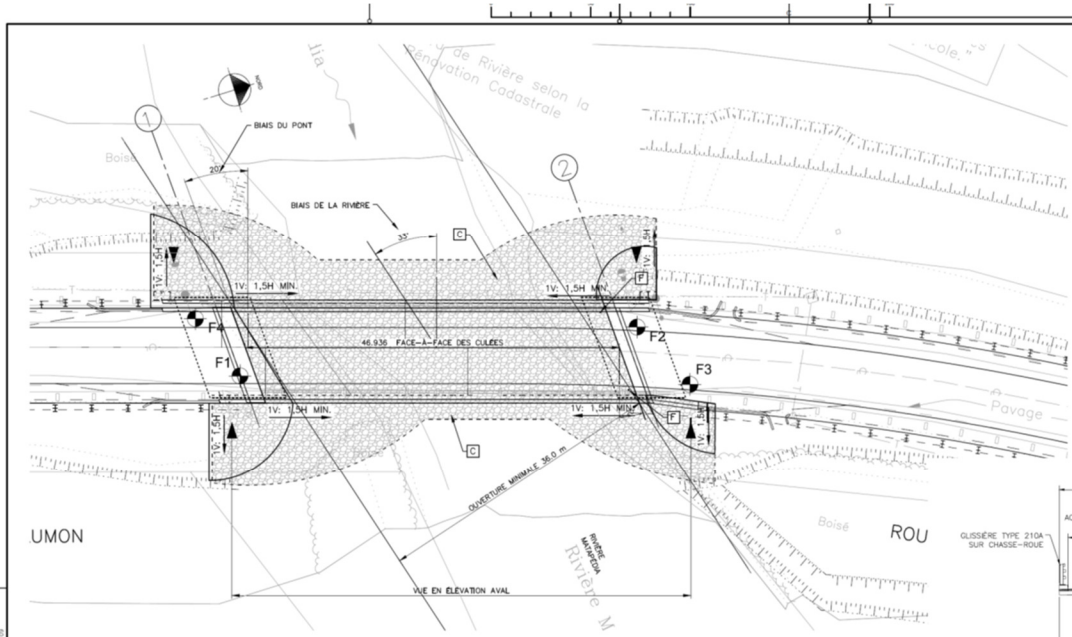 de Rivière selon la
Rénovation Cadastrale
cole."
NORD
1
BIAIS DU PONT
Boisé
20°
2
BIAIS DE LA RIVIÈRE
33°
C
1V: 1,5H
1V: 1,5H
1V: 1,5H MIN.
1V: 1,5H MIN.
F
F4
F2
46.936 FACE-À-FACE DES CULÉES
F1
F3
1V: 1,5H MIN.
1V: 1,5H MIN.
F
Pavage
1V: 1,5H
1V: 1,5H
C
OUVERTURE MINIMALE 36.0 m
UMON
RIVIÈRE
MATAPÉDIA
Rivière M
Boisé
ROU
GLISSIÈRE TYPE 210A
SUR CHASSE-ROUE
VUE EN ÉLÉVATION AVAL